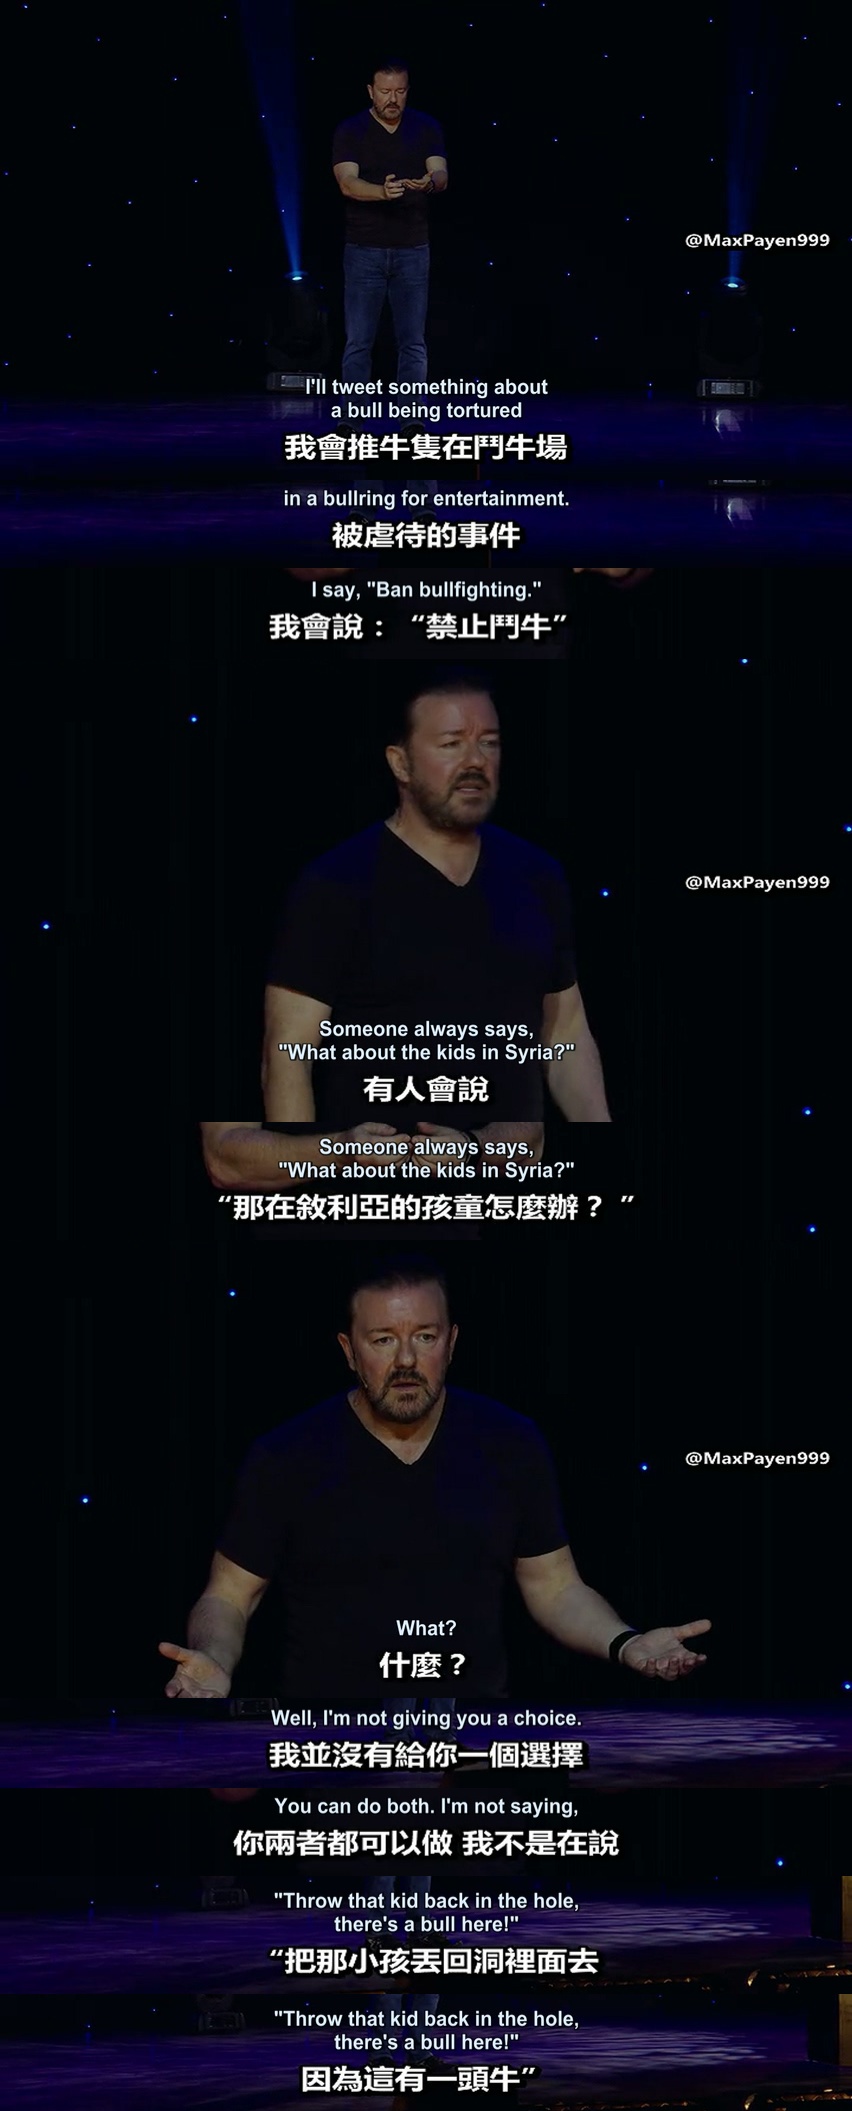 @MaxPayen999
I'll tweet something about
a bull being tortured
我會推牛隻在鬥牛場
in a bullring for entertainment.
被虐待的事件
I say, "Ban bullfighting."
我會說：“禁止鬥牛”
@MaxPayen999
Someone always says,
"What about the kids in Syria?"
有人會說
Someone always says,
"What about the kids in Syria?"
“那在敘利亞的孩童怎麼辦？”
@MaxPayen999
What?
什麼？
Well, I'm not giving you a choice.
我並沒有給你一個選擇
You can do both. I'm not saying,
你兩者都可以做 我不是在說
"Throw that kid back in the hole,
there's a bull here!"
“把那小孩丟回洞裡面去
"Throw that kid back in the hole,
there's a bull here!"
因為這有一頭牛”